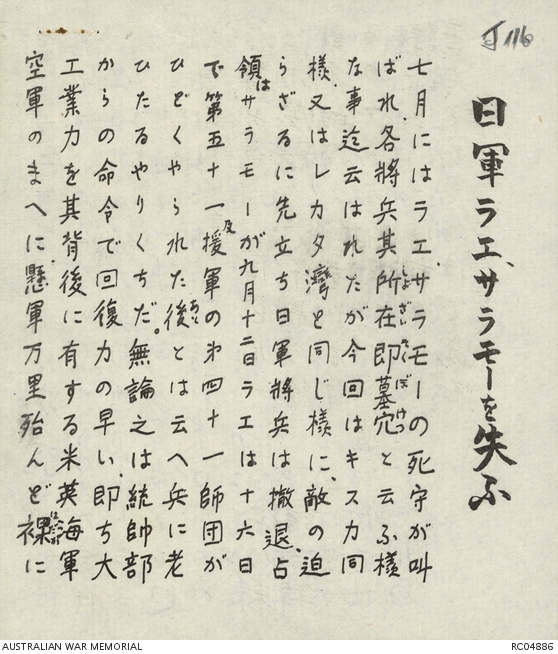 J 116
日軍ラエ、サラモーを失ふ
七月にはラエ、サラモーの死守が叫
ばれ、各將兵其所在即墓穴と云ふ様
な事迄云はれたが今回はキスカ同
様、又はレカタ灣と同じ様に、敵の迫
らざるに先立ち日軍將兵は撤退、占
領はサラモーが九月十二日ラエは十六日
で第五十一及援軍の第四十一師団が
ひどくやられた後とは云へ兵に老
ひたるやりくちだ。無論之は統帥部
からの命令で回復力の早い、即ち大
工業力を其背後に有する米英海軍
空軍のまへに、懸軍万里殆んど裸に
AUSTRALIAN WAR MEMORIAL
RC04886